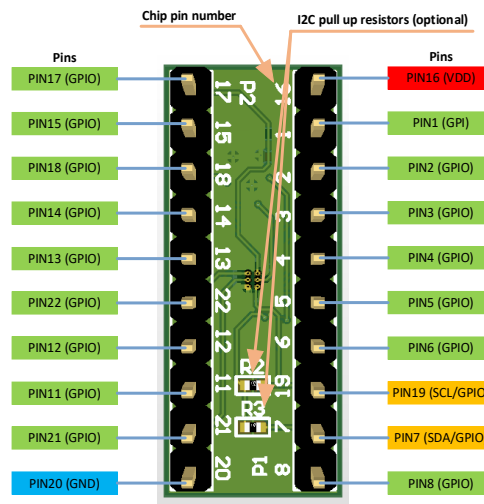 Chip pin number
I2C pull up resistors (optional)
Pins
Pins
PIN17 (GPIO)
PIN15 (GPIO)
PIN18 (GPIO)
PIN14 (GPIO)
PIN13 (GPIO)
PIN22 (GPIO)
PIN12 (GPIO)
PIN11 (GPIO)
PIN21 (GPIO)
PIN20 (GND)
17
15
18
14
13
22
12
11
21
20
P2
R2
R3
P1
16
1
2
3
4
5
6
19
7
8
PIN16 (VDD)
PIN1 (GPI)
PIN2 (GPIO)
PIN3 (GPIO)
PIN4 (GPIO)
PIN5 (GPIO)
PIN6 (GPIO)
PIN19 (SCL/GPIO
PIN7 (SDA/GPIO)
PIN8 (GPIO)